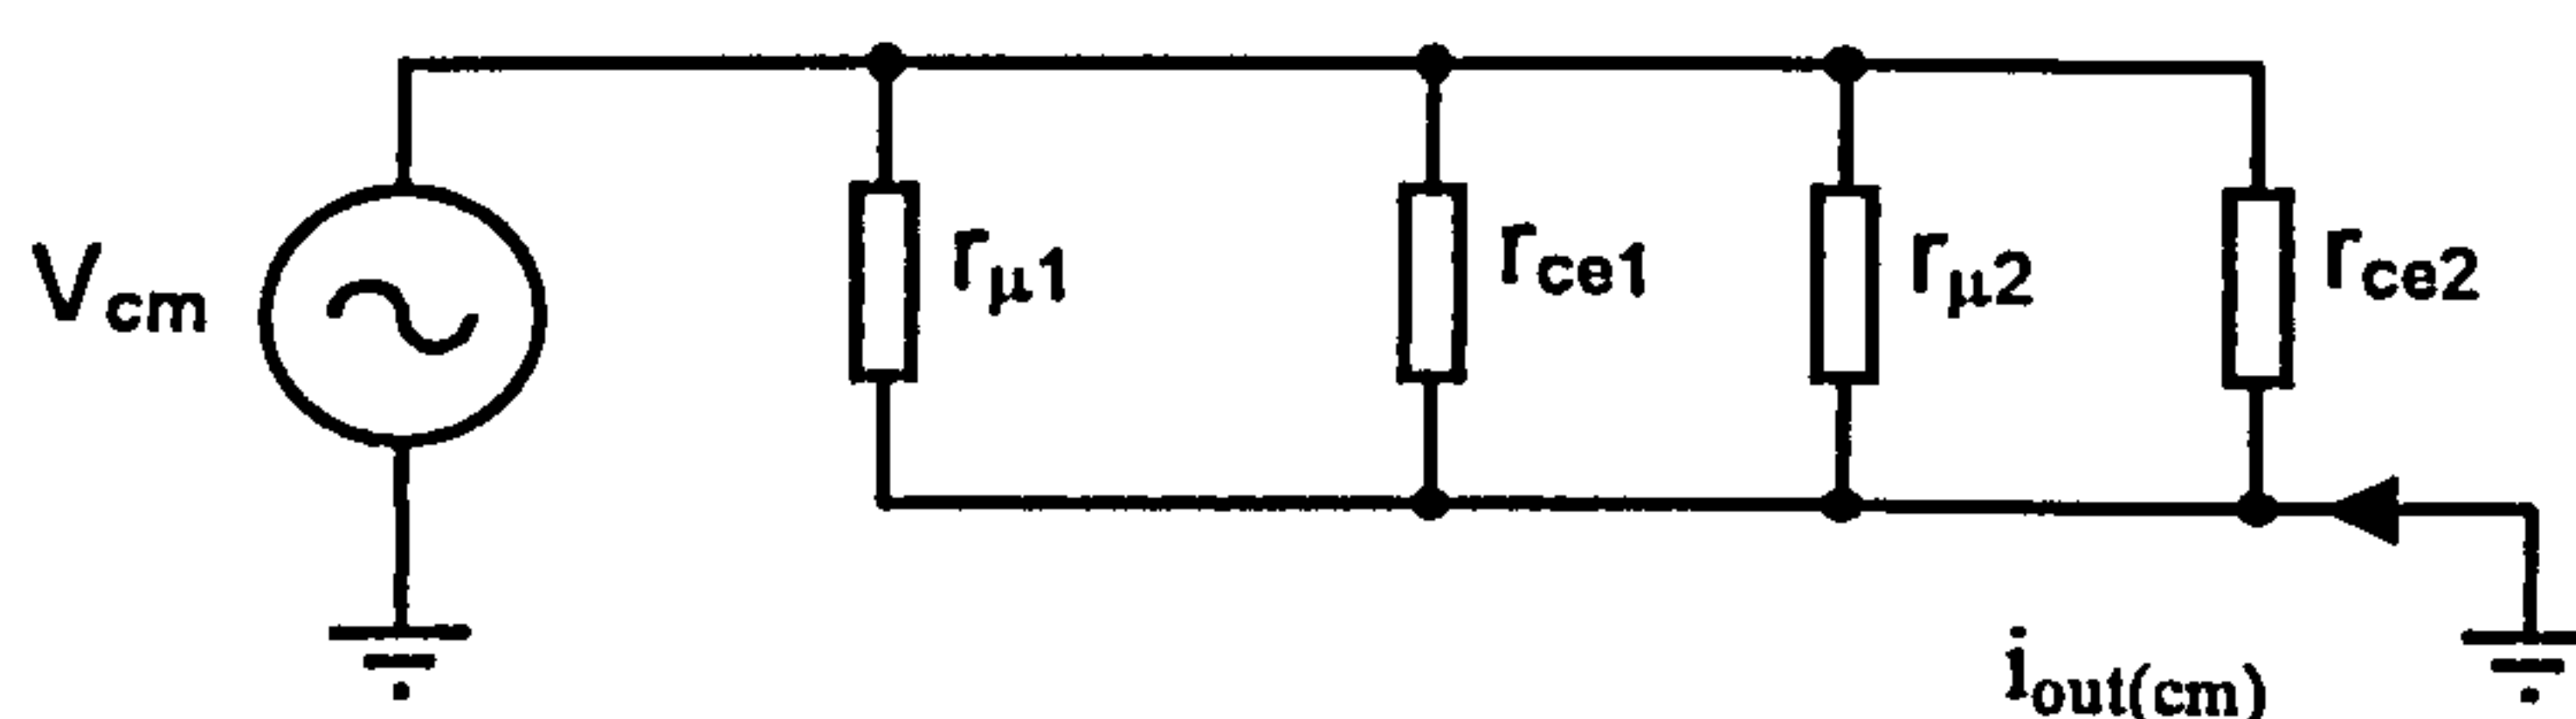 Vcm
rμ1
rce1
rμ2
rce2
iout(cm)